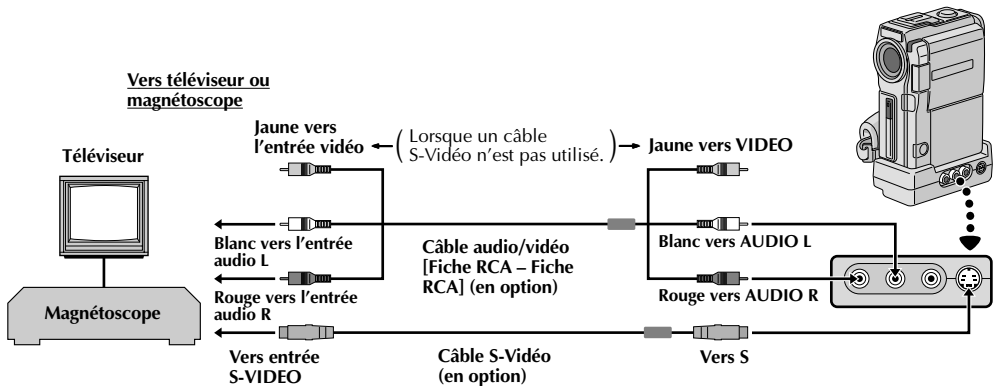 Vers téléviseur ou
magnétoscope
Téléviseur
Magnétoscope
Jaune vers
l'entrée vidéo
( Lorsque un câble
S-Vidéo n'est pas utilisé. )
Jaune vers VIDEO
Blanc vers l'entrée
audio L
Câble audio/vidéo
[Fiche RCA – Fiche
RCA] (en option)
Blanc vers AUDIO L
Rouge vers l'entrée
audio R
Rouge vers AUDIO R
Vers entrée
S-VIDEO
Câble S-Vidéo
(en option)
Vers S